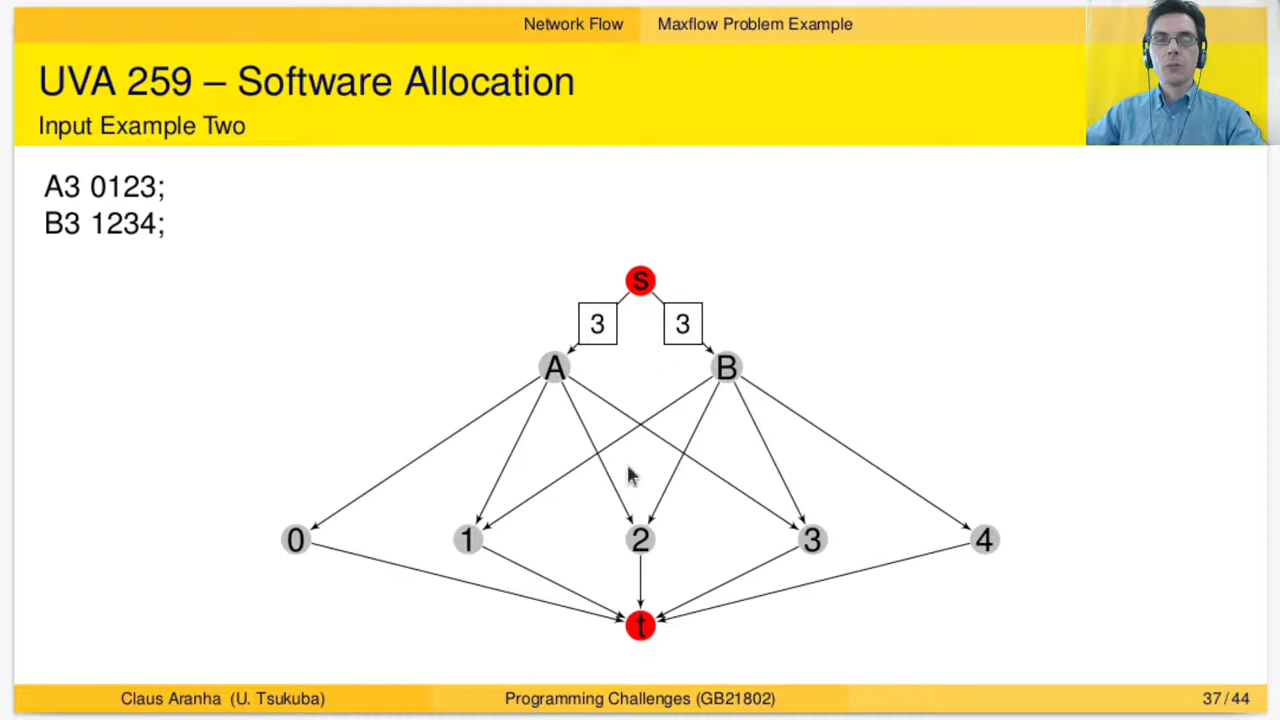 Network Flow Maxflow Problem Example
UVA 259 – Software Allocation
Input Example Two
A3 0123;
B3 1234;
s
3 3
A B
0 1 2 3 4
t
Claus Aranha (U. Tsukuba) Programming Challenges (GB21802) 37 / 44